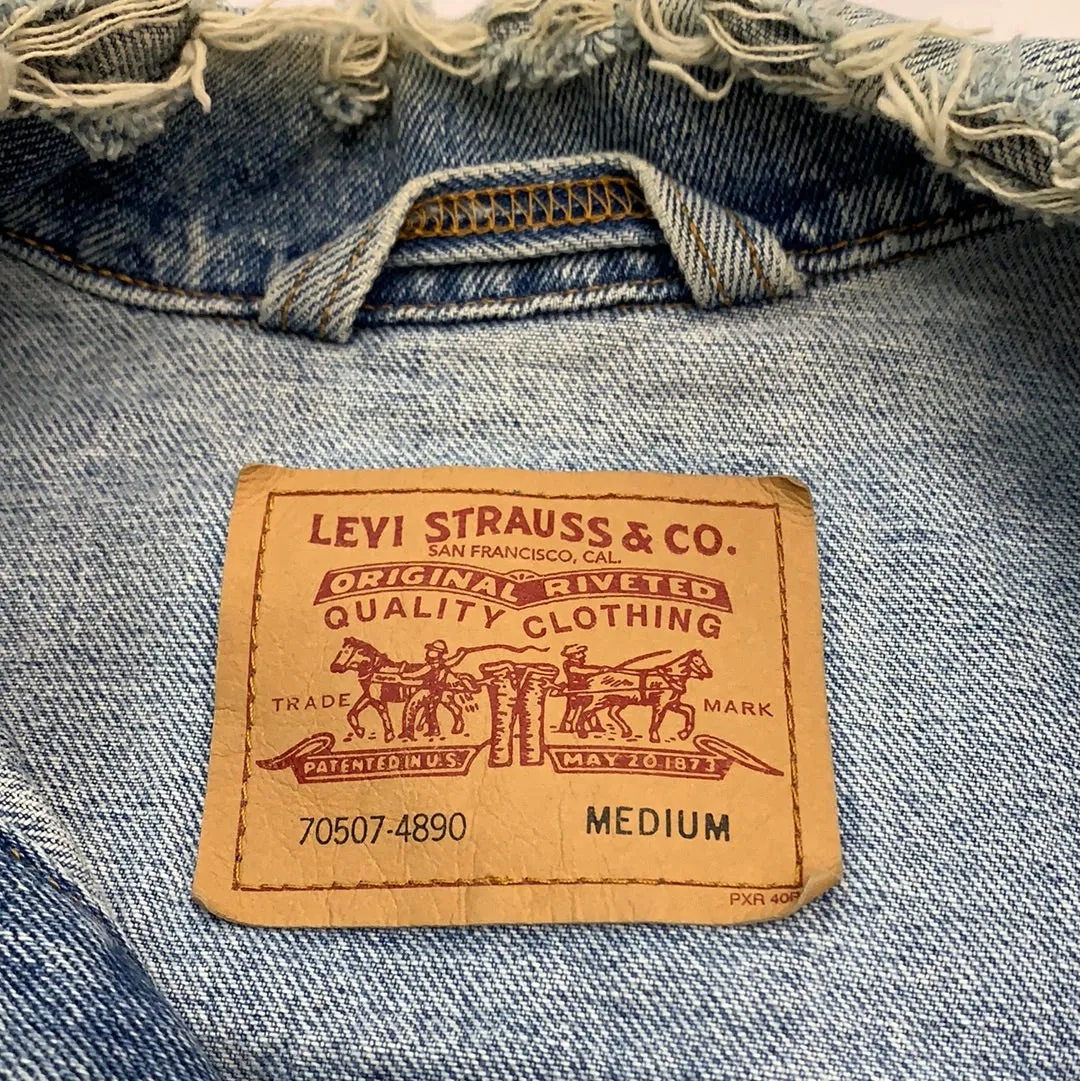 LEVI STRAUSS & CO.
SAN FRANCISCO, CAL.
ORIGINAL RIVETED
QUALITY CLOTHING
TRADE MARK
PATENTED IN U.S. MAY 20 1873
70507-4890 MEDIUM
PXR